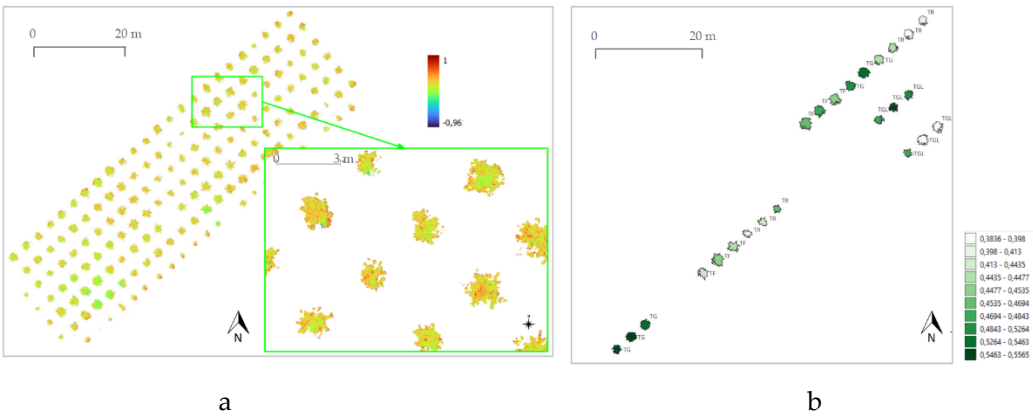 0
20 m
1
-0,96
0
3 m
N
a
0
20 m
TR
TR
TR
TG
TG
TG
TF
TF
TF
TGL
TGL
TGL
TGL
TGL
TGL
TR
TR
TR
TF
TF
TF
TG
TG
TG
N
0,3836 - 0,398
0,398 - 0,413
0,413 - 0,4435
0,4435 - 0,4477
0,4477 - 0,4535
0,4535 - 0,4694
0,4694 - 0,4843
0,4843 - 0,5264
0,5264 - 0,5463
0,5463 - 0,5565
b